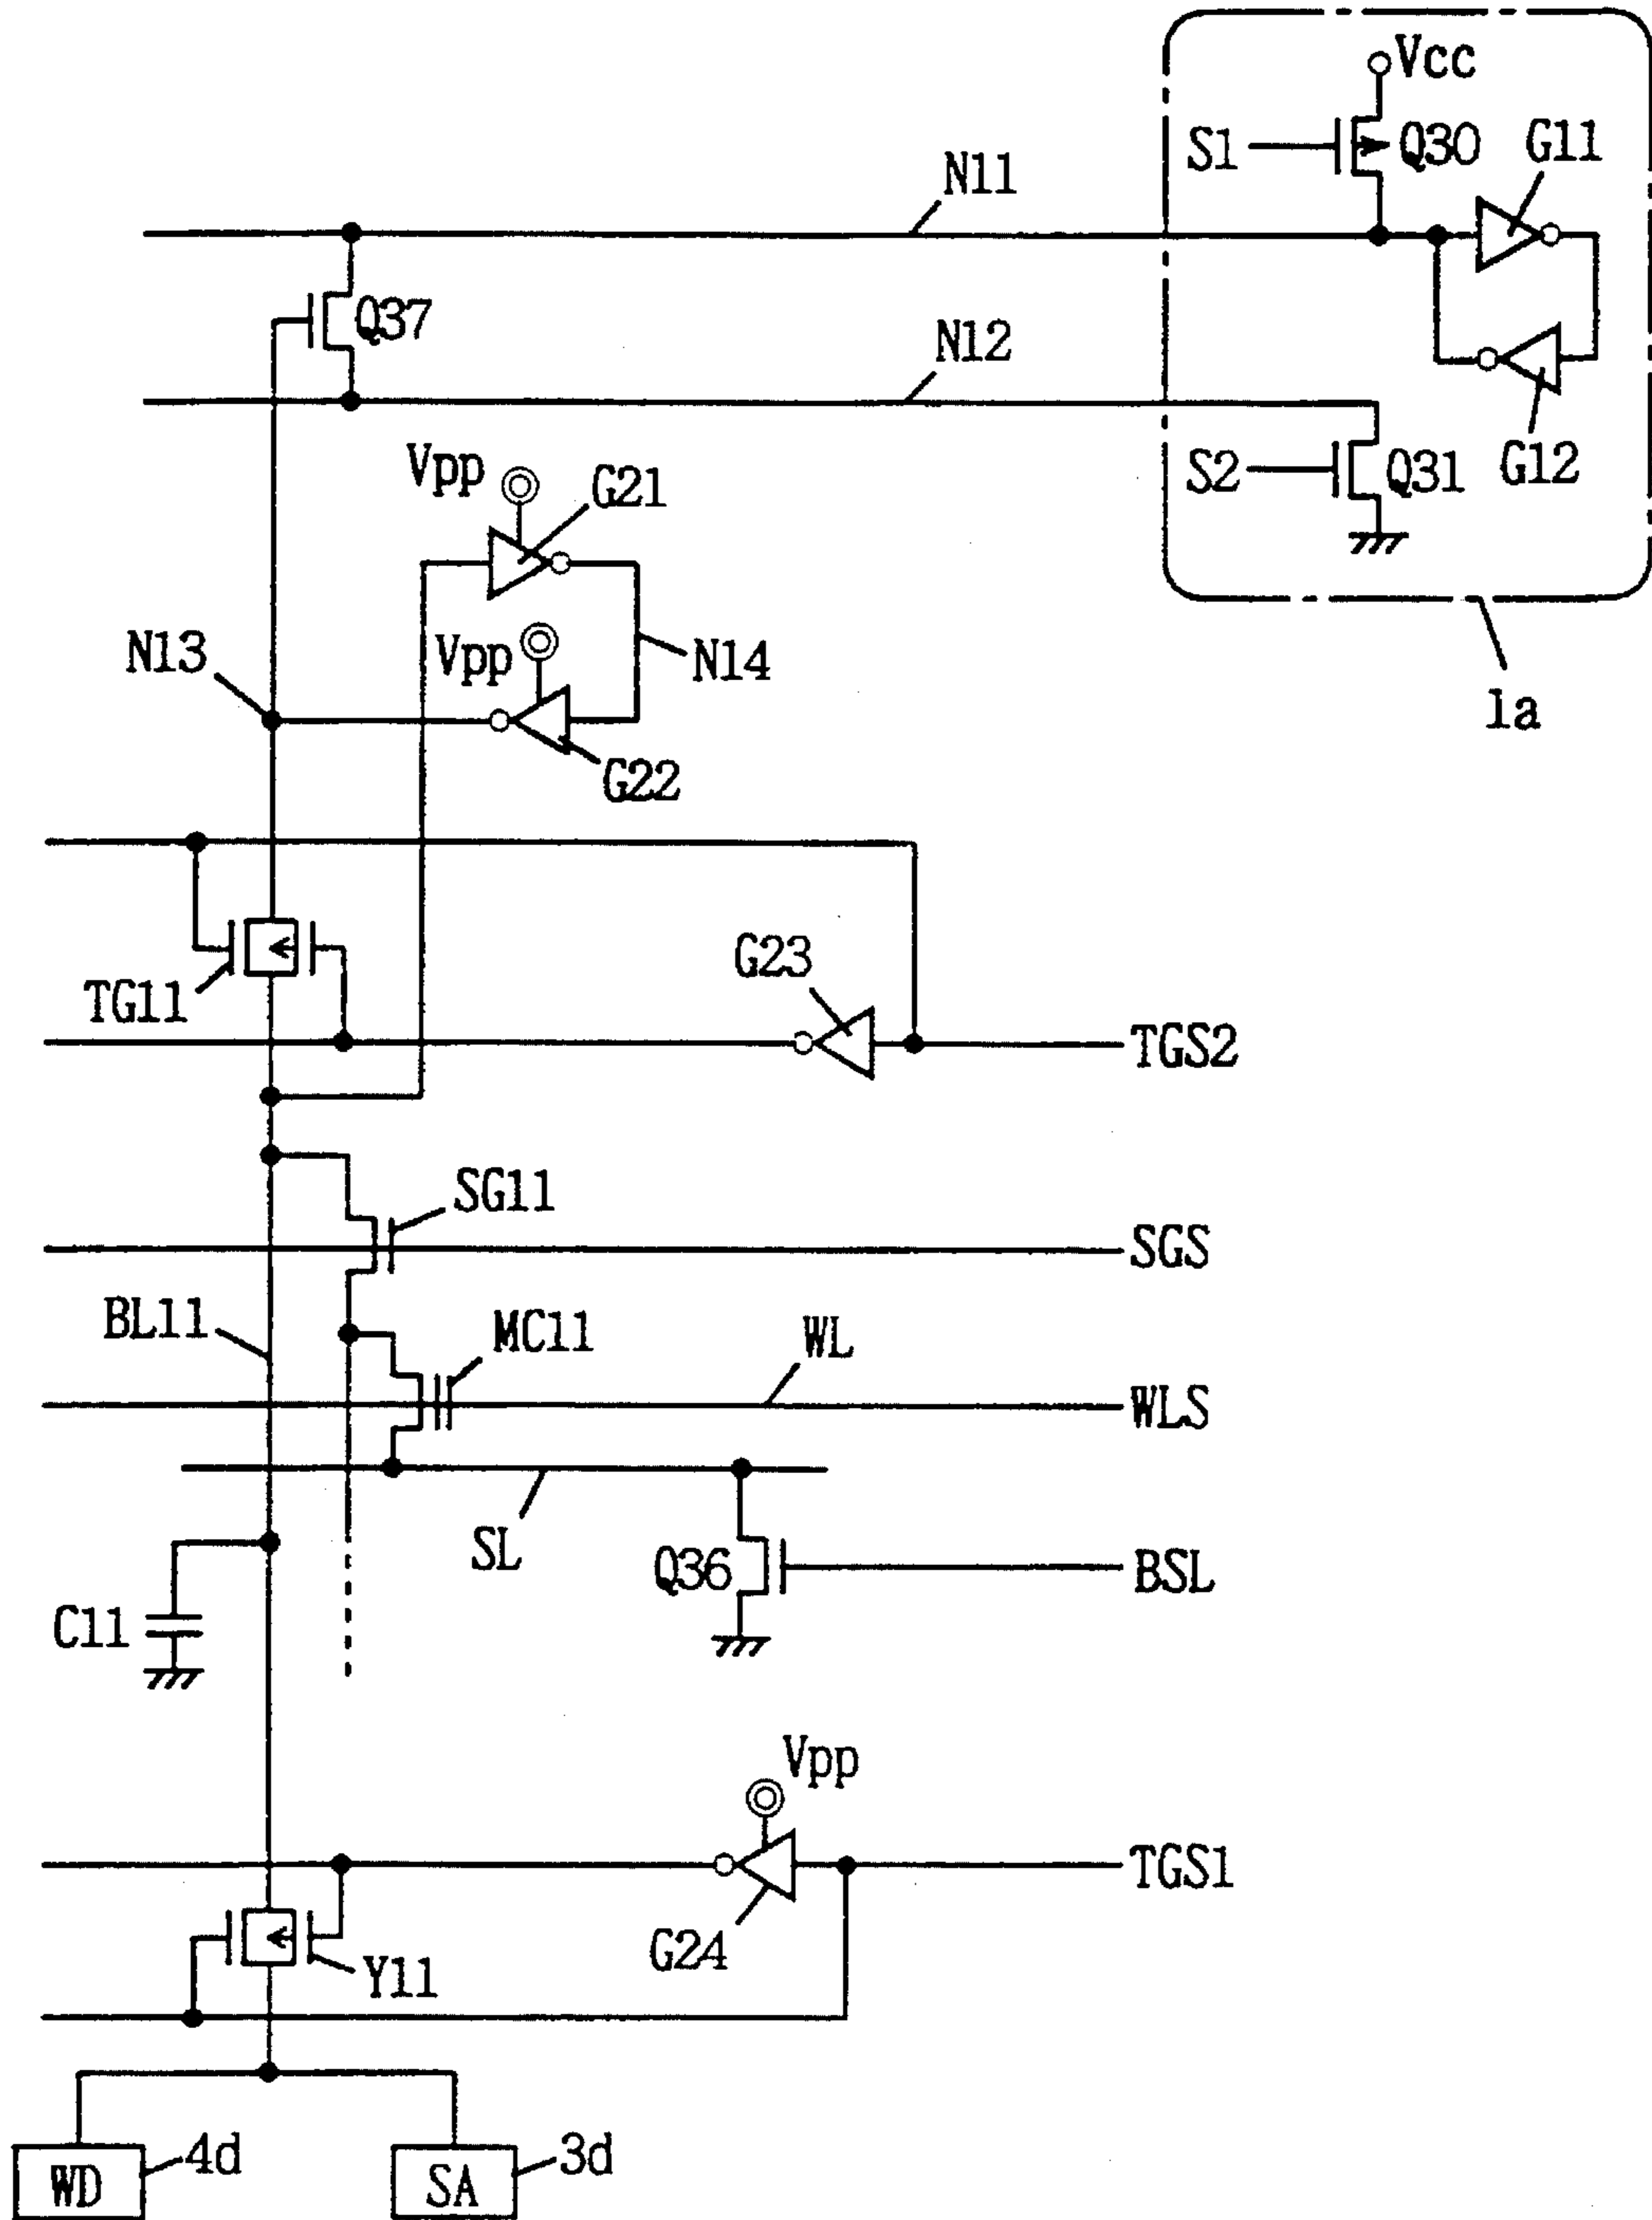 Vcc
S1
Q30
G11
N11
Q37
N12
S2
Q31
G12
Vpp
G21
1a
N13
Vpp
N14
G22
TG11
G23
TGS2
SG11
SGS
BL11
MC11
WL
WLS
SL
Q36
BSL
C11
Vpp
TGS1
G24
Y11
WD
4d
SA
3d